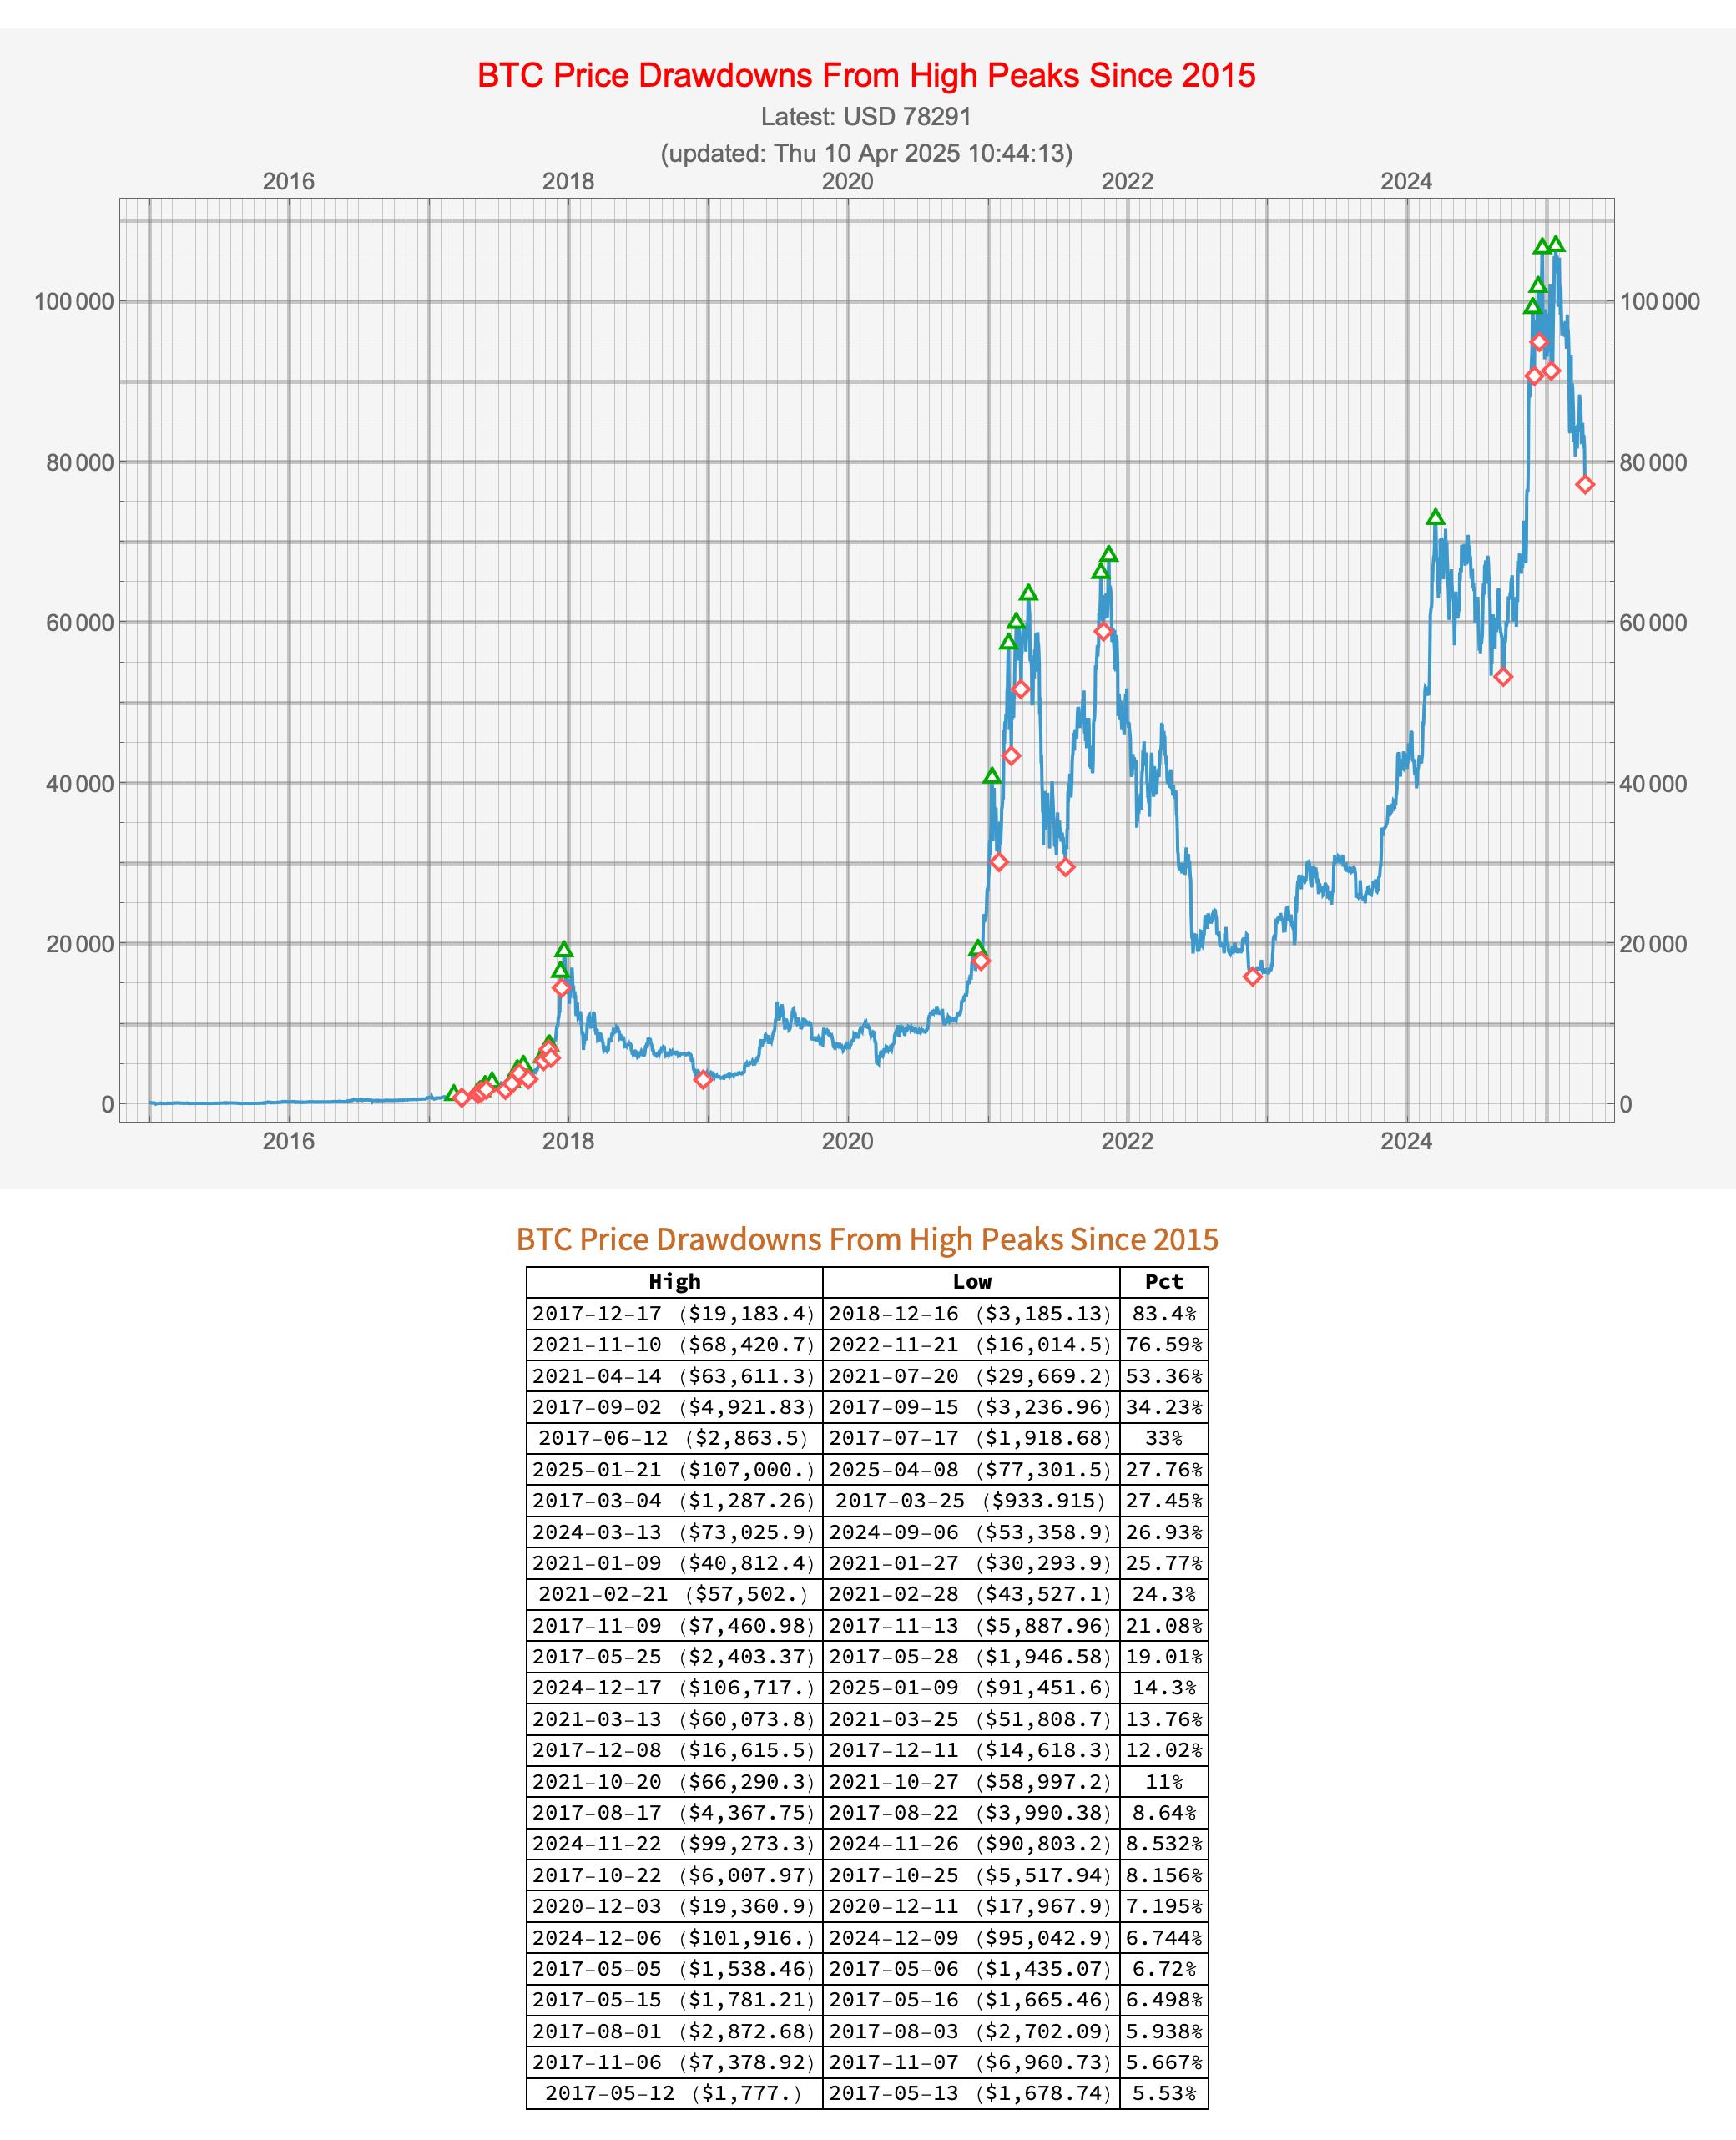 BTC Price Drawdowns From High Peaks Since 2015
Latest: USD 78291
(updated: Thu 10 Apr 2025 10:44:13)
2016 2018 2020 2022 2024
100 000 100 000
80 000 80 000
60 000 60 000
40 000 40 000
20 000 20 000
0 0
2016 2018 2020 2022 2024
BTC Price Drawdowns From High Peaks Since 2015
High Low Pct
2017-12-17 ($19,183.4) 2018-12-16 ($3,185.13) 83.4%
2021-11-10 ($68,420.7) 2022-11-21 ($16,014.5) 76.59%
2021-04-14 ($63,611.3) 2021-07-20 ($29,669.2) 53.36%
2017-09-02 ($4,921.83) 2017-09-15 ($3,236.96) 34.23%
2017-06-12 ($2,863.5) 2017-07-17 ($1,918.68) 33%
2025-01-21 ($107,000.) 2025-04-08 ($77,301.5) 27.76%
2017-03-04 ($1,287.26) 2017-03-25 ($933.915) 27.45%
2024-03-13 ($73,025.9) 2024-09-06 ($53,358.9) 26.93%
2021-01-09 ($40,812.4) 2021-01-27 ($30,293.9) 25.77%
2021-02-21 ($57,502.) 2021-02-28 ($43,527.1) 24.3%
2017-11-09 ($7,460.98) 2017-11-13 ($5,887.96) 21.08%
2017-05-25 ($2,403.37) 2017-05-28 ($1,946.58) 19.01%
2024-12-17 ($106,717.) 2025-01-09 ($91,451.6) 14.3%
2021-03-13 ($60,073.8) 2021-03-25 ($51,808.7) 13.76%
2017-12-08 ($16,615.5) 2017-12-11 ($14,618.3) 12.02%
2021-10-20 ($66,290.3) 2021-10-27 ($58,997.2) 11%
2017-08-17 ($4,367.75) 2017-08-22 ($3,990.38) 8.64%
2024-11-22 ($99,273.3) 2024-11-26 ($90,803.2) 8.532%
2017-10-22 ($6,007.97) 2017-10-25 ($5,517.94) 8.156%
2020-12-03 ($19,360.9) 2020-12-11 ($17,967.9) 7.195%
2024-12-06 ($101,916.) 2024-12-09 ($95,042.9) 6.744%
2017-05-05 ($1,538.46) 2017-05-06 ($1,435.07) 6.72%
2017-05-15 ($1,781.21) 2017-05-16 ($1,665.46) 6.498%
2017-08-01 ($2,872.68) 2017-08-03 ($2,702.09) 5.938%
2017-11-06 ($7,378.92) 2017-11-07 ($6,960.73) 5.667%
2017-05-12 ($1,777.) 2017-05-13 ($1,678.74) 5.53%